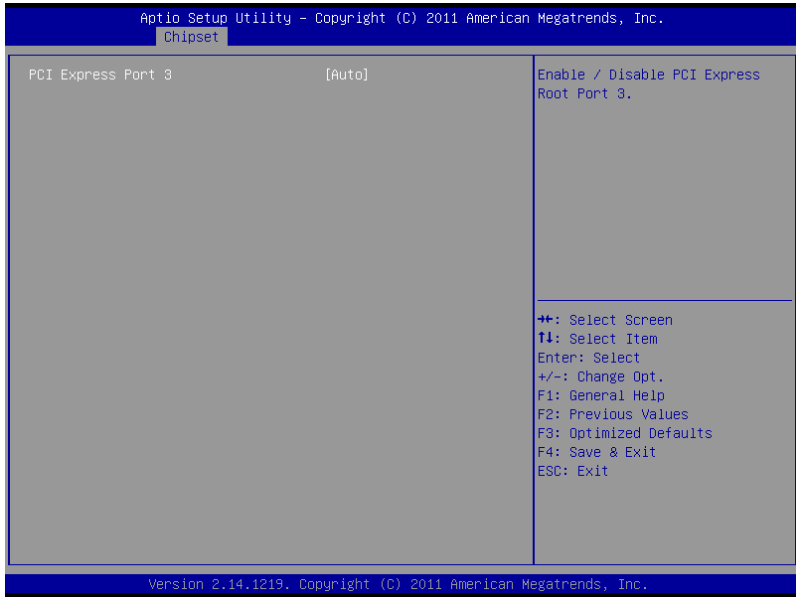 Aptio Setup Utility – Copyright (C) 2011 American Megatrends, Inc.
Chipset
PCI Express Port 3 [Auto]
Enable / Disable PCI Express
Root Port 3.
→←: Select Screen
↑↓: Select Item
Enter: Select
+/-: Change Opt.
F1: General Help
F2: Previous Values
F3: Optimized Defaults
F4: Save & Exit
ESC: Exit
Version 2.14.1219. Copyright (C) 2011 American Megatrends, Inc.